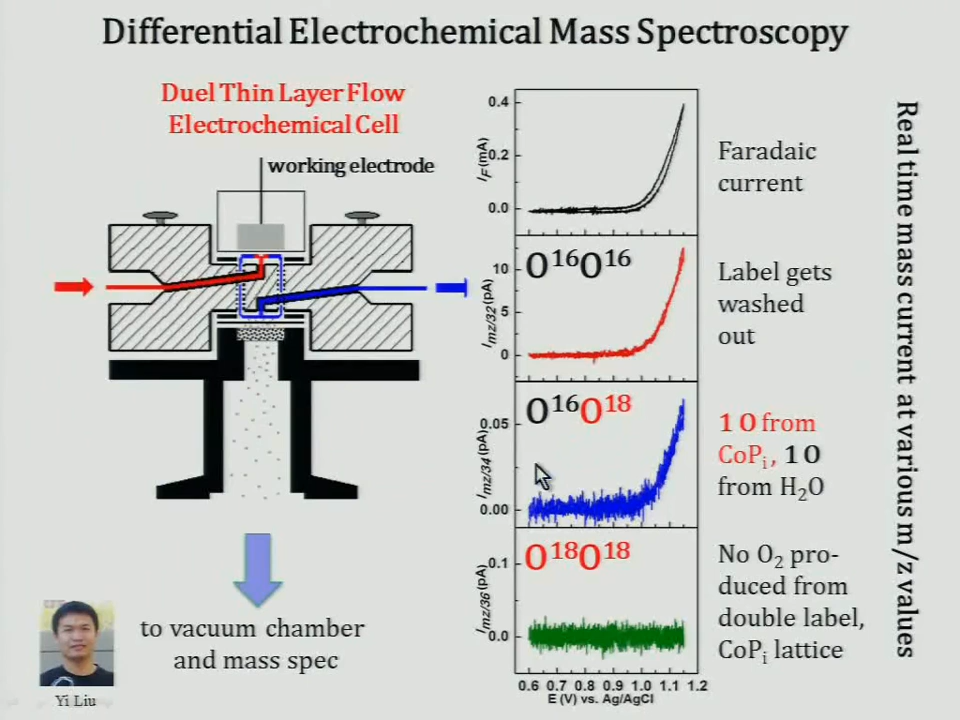 Differential Electrochemical Mass Spectroscopy
Duel Thin Layer Flow
Electrochemical Cell
working electrode
to vacuum chamber
and mass spec
Yi Liu
I_F (mA)
0.4
0.2
0.0
Faradaic
current
I_mz/32 (pA)
10
5
0
O¹⁶O¹⁶
Label gets
washed
out
I_mz/34 (pA)
0.05
0.00
O¹⁶O¹⁸
1 O from
CoPᵢ, 1 O
from H₂O
I_mz/36 (pA)
0.1
0.0
O¹⁸O¹⁸
No O₂ pro-
duced from
double label,
CoPᵢ lattice
0.6 0.7 0.8 0.9 1.0 1.1 1.2
E (V) vs. Ag/AgCl
Real time mass current at various m/z values